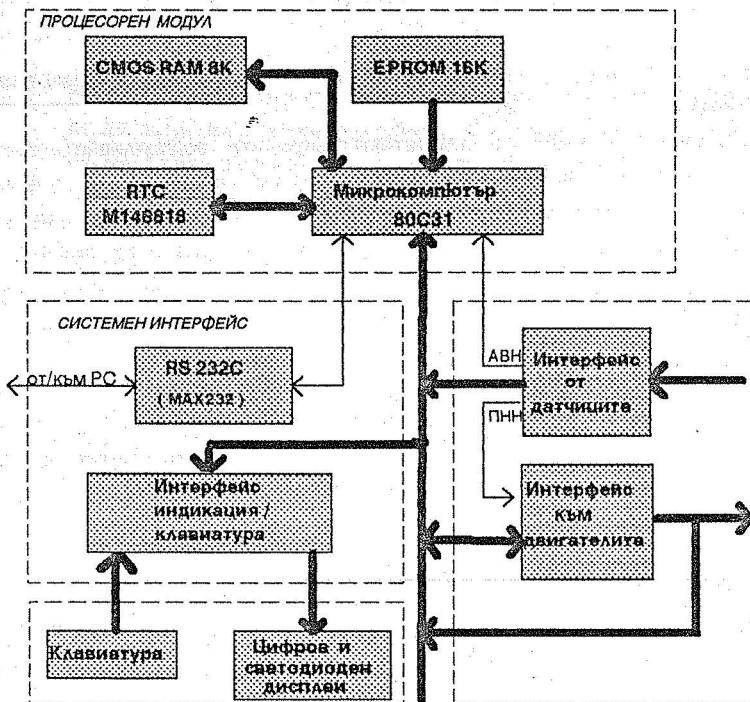 ПРОЦЕСОРЕН МОДУЛ
CMOS RAM 8K
EPROM 16K
RTC
M146818
Микрокомпютър
80C31
СИСТЕМЕН ИНТЕРФЕЙС
от/към PC
RS 232C
( MAX232 )
АВН
Интерфейс
от
датчиците
ПНН
Интерфейс
индикация /
клавиатура
Интерфейс
към
двигателите
Клавиатура
Цифров и
светодиоден
дисплей